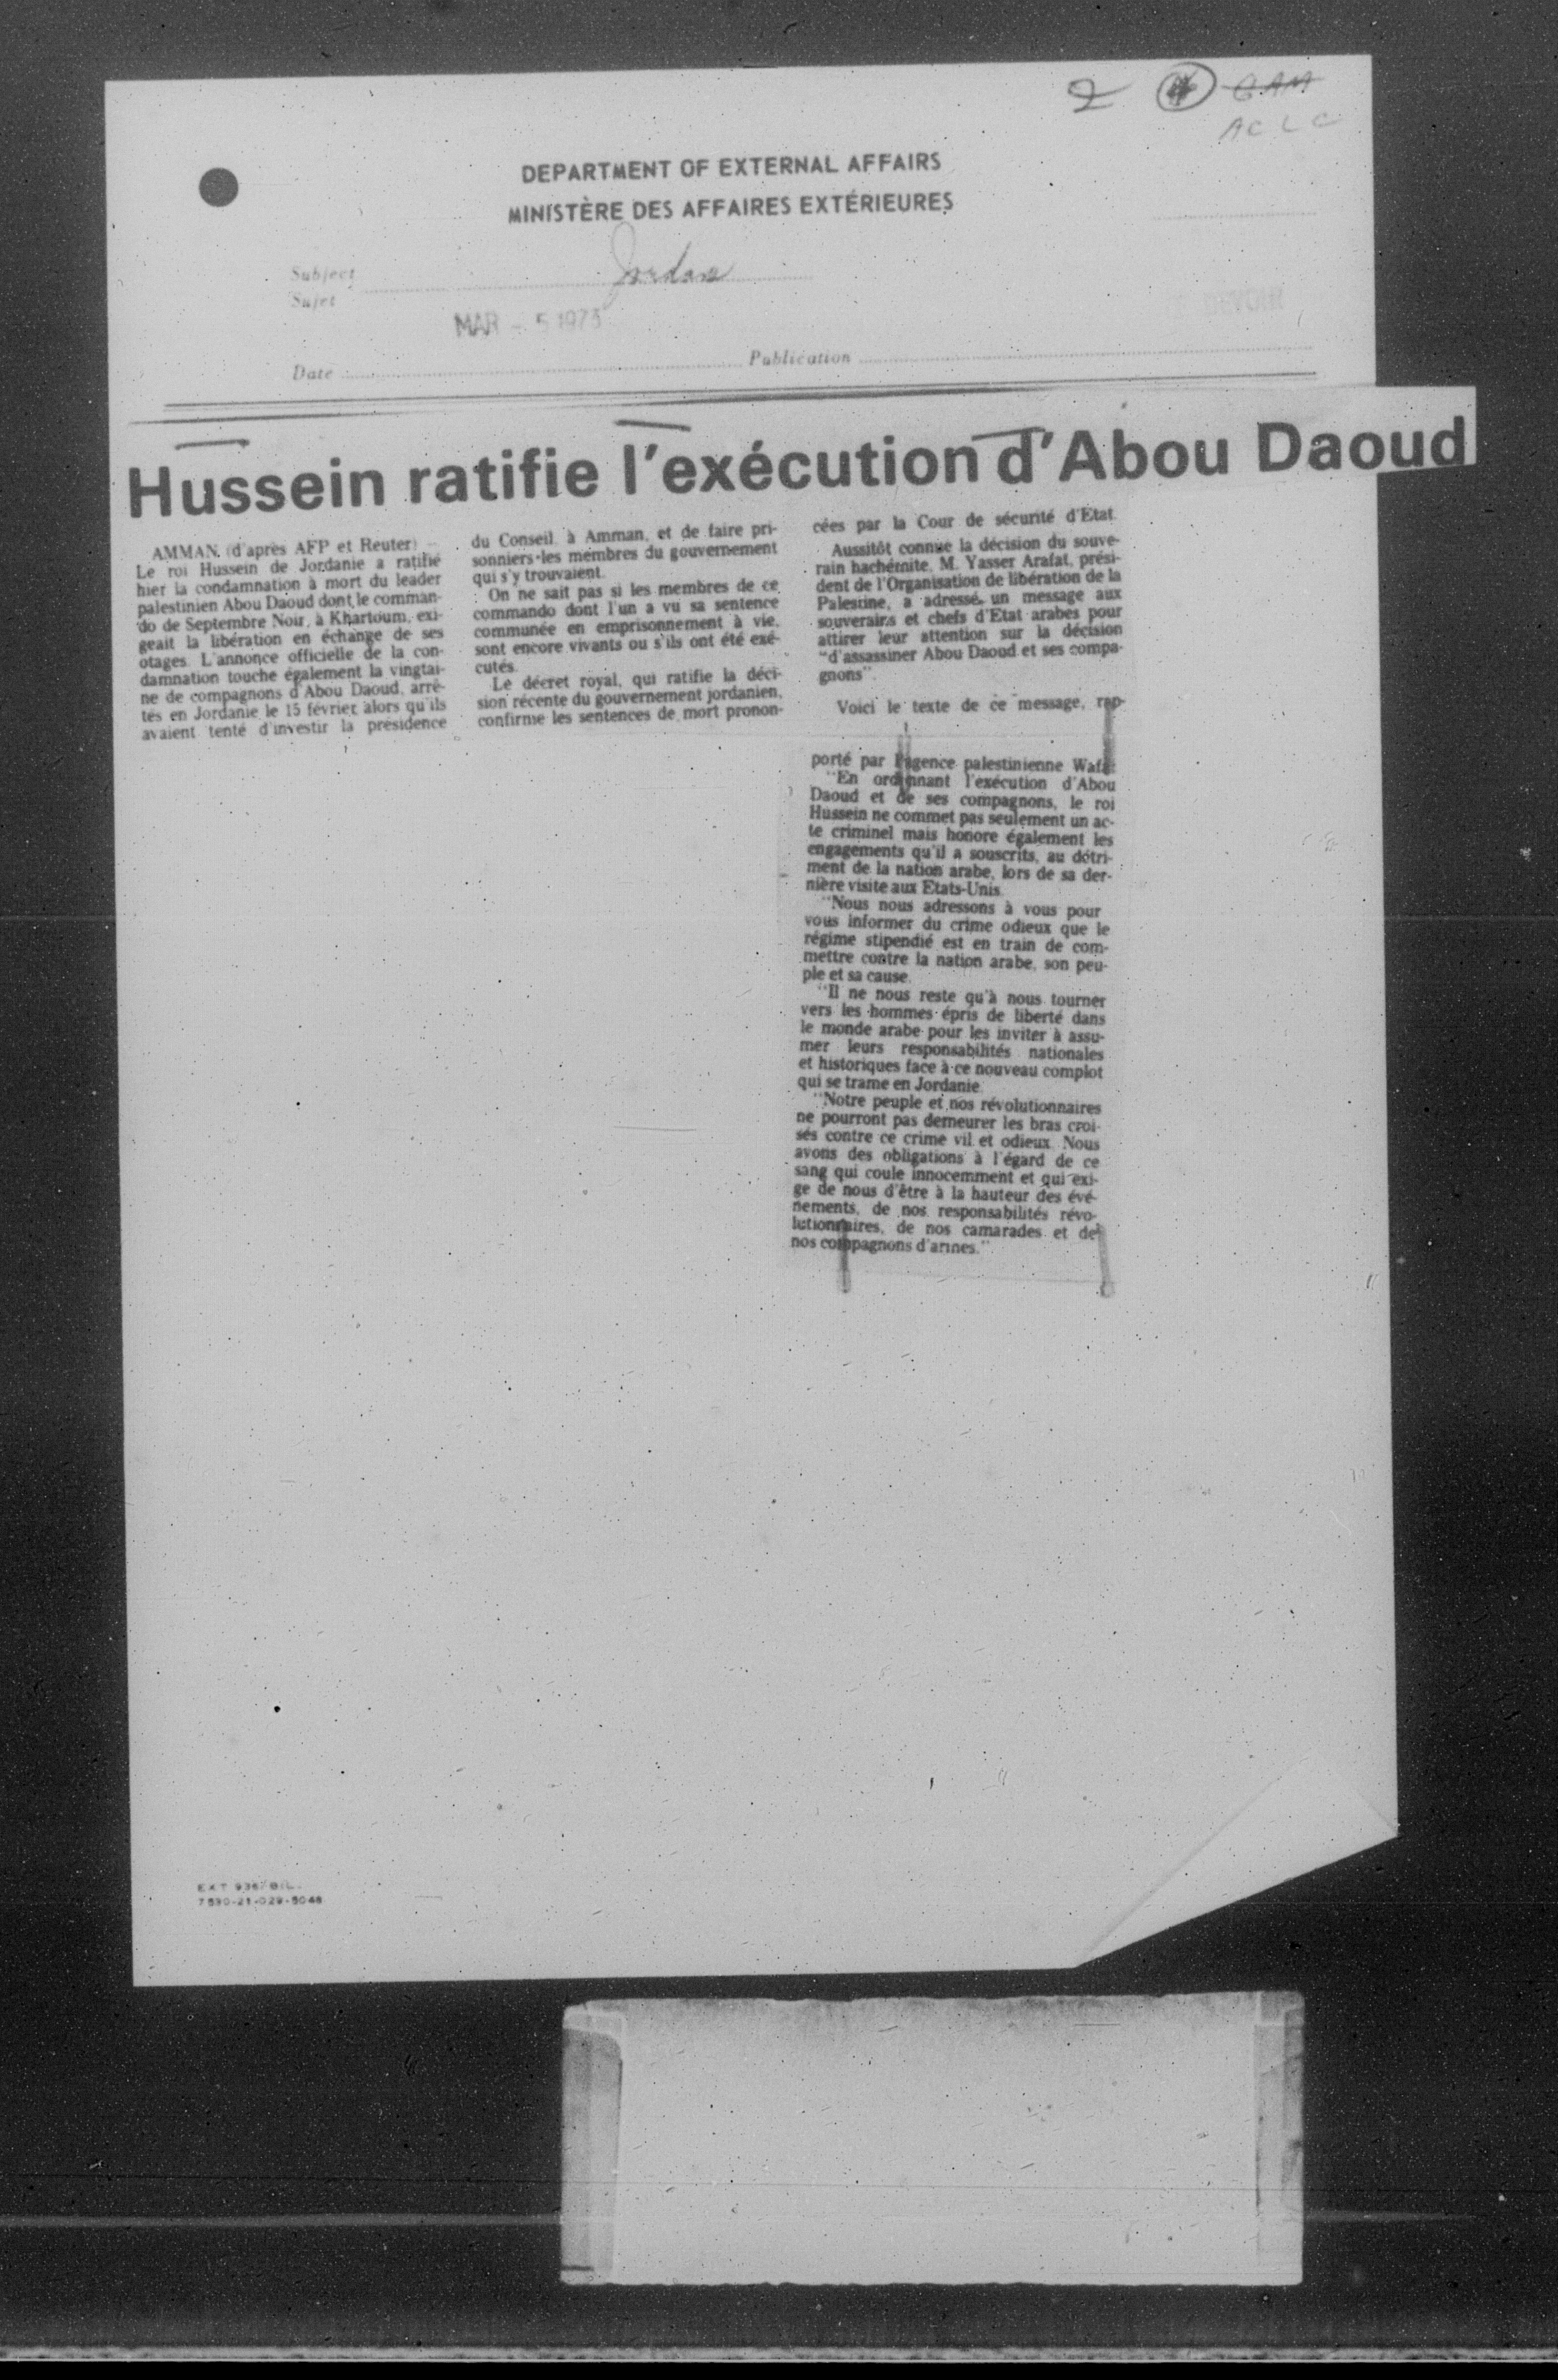 2
GAM
ACLC
DEPARTMENT OF EXTERNAL AFFAIRS
MINISTÈRE DES AFFAIRES EXTÉRIEURES
Subject
Sujet
Jordan
MAR - 5 1973
DEVOIR
Date
Publication
Hussein ratifie l'exécution d'Abou Daoud
AMMAN. (d'après AFP et Reuter) —
Le roi Hussein de Jordanie a ratifié
hier la condamnation à mort du leader
palestinien Abou Daoud dont le comman-
do de Septembre Noir, à Khartoum, exi-
geait la libération en échange de ses
otages. L'annonce officielle de la con-
damnation touche également la vingtai-
ne de compagnons d'Abou Daoud, arrê-
tés en Jordanie le 15 février alors qu'ils
avaient tenté d'investir la présidence
du Conseil, à Amman, et de faire pri-
sonniers les membres du gouvernement
qui s'y trouvaient.
On ne sait pas si les membres de ce
commando dont l'un a vu sa sentence
communée en emprisonnement à vie,
sont encore vivants ou s'ils ont été exé-
cutés.
Le décret royal, qui ratifie la déci-
sion récente du gouvernement jordanien,
confirme les sentences de mort pronon-
cées par la Cour de sécurité d'Etat.
Aussitôt connue la décision du souve-
rain hachémite, M. Yasser Arafat, prési-
dent de l'Organisation de libération de la
Palestine, a adressé un message aux
souverains et chefs d'Etat arabes pour
attirer leur attention sur la décision
"d'assassiner Abou Daoud et ses compa-
gnons".
Voici le texte de ce message, rap-
porté par l'agence palestinienne Wafa:
"En ordonnant l'exécution d'Abou
Daoud et de ses compagnons, le roi
Hussein ne commet pas seulement un ac-
te criminel mais honore également les
engagements qu'il a souscrits, au détri-
ment de la nation arabe, lors de sa der-
nière visite aux Etats-Unis.
"Nous nous adressons à vous pour
vous informer du crime odieux que le
régime stipendié est en train de com-
mettre contre la nation arabe, son peu-
ple et sa cause.
"Il ne nous reste qu'à nous tourner
vers les hommes épris de liberté dans
le monde arabe pour les inviter à assu-
mer leurs responsabilités nationales
et historiques face à ce nouveau complot
qui se trame en Jordanie.
"Notre peuple et nos révolutionnaires
ne pourront pas demeurer les bras croi-
sés contre ce crime vil et odieux. Nous
avons des obligations à l'égard de ce
sang qui coule innocemment et qui exi-
ge de nous d'être à la hauteur des évé-
nements, de nos responsabilités révo-
lutionnaires, de nos camarades et de
nos compagnons d'armes."
EXT 936/BIL.
7530-21-029-5048